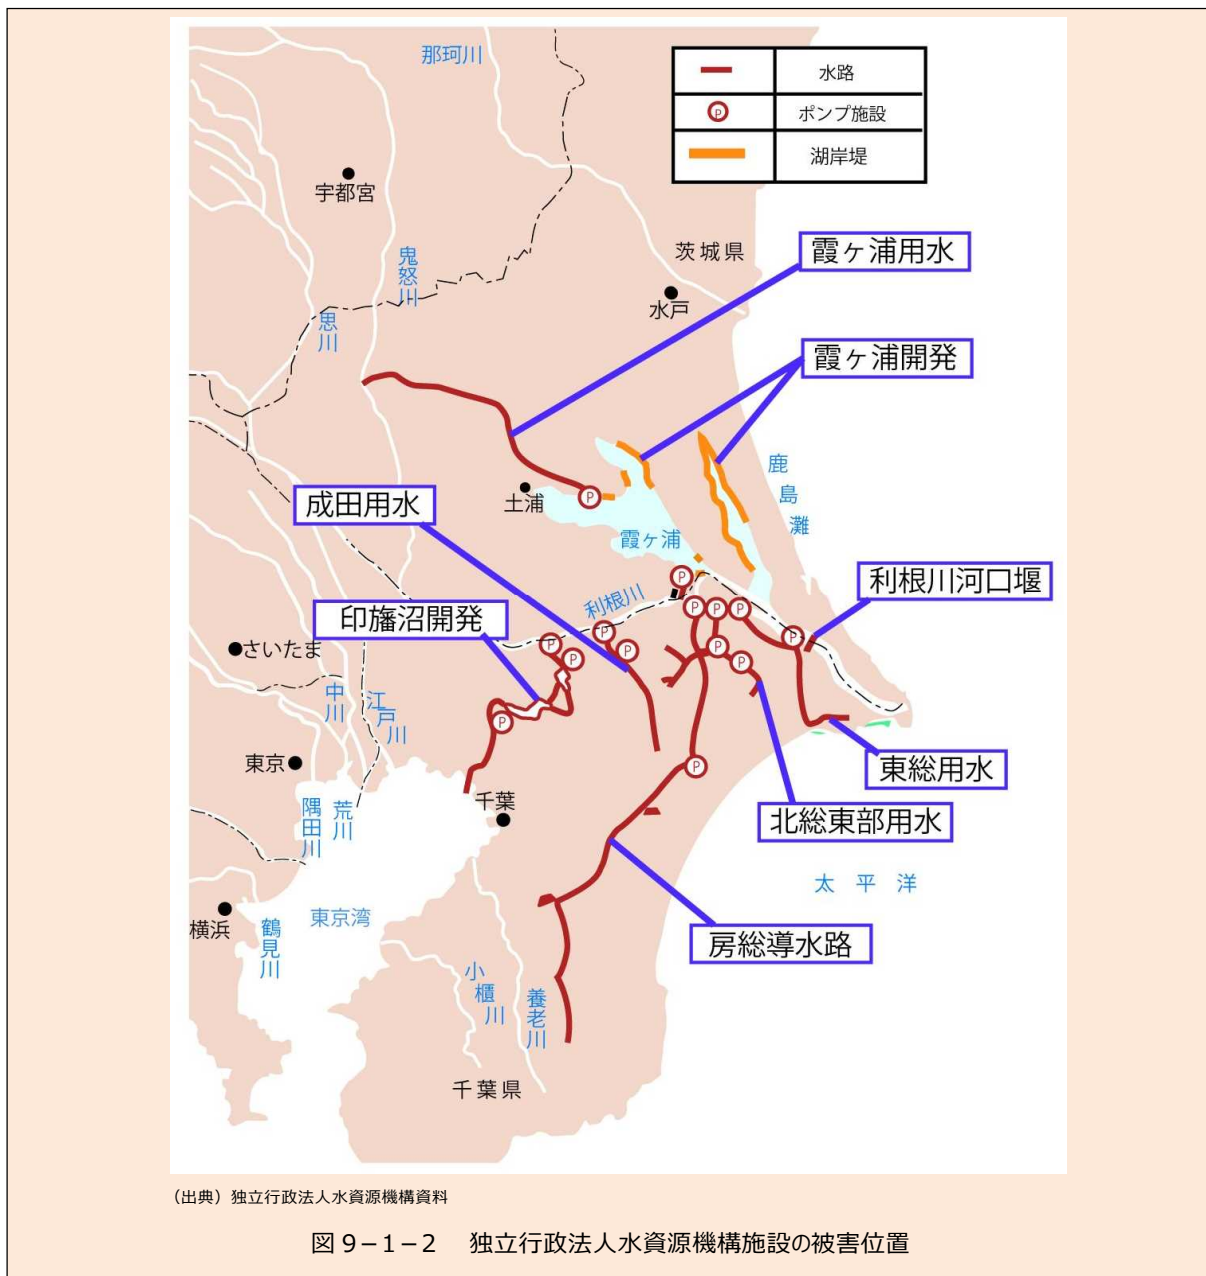 那珂川
水路
Ⓟ ポンプ施設
湖岸堤
宇都宮
茨城県
霞ヶ浦用水
鬼怒川
水戸
思川
霞ヶ浦開発
鹿島灘
成田用水
P
土浦
霞ヶ浦
利根川河口堰
P
利根川
印旛沼開発
P
P
P
P
P
P
P
P
P
P
P
さいたま
中川
江戸川
P
東京
P
東総用水
千葉
隅田川
荒川
北総東部用水
太平洋
横浜
鶴見川
東京湾
房総導水路
小櫃川
養老川
千葉県
(出典)独立行政法人水資源機構資料
図9-1-2 独立行政法人水資源機構施設の被害位置